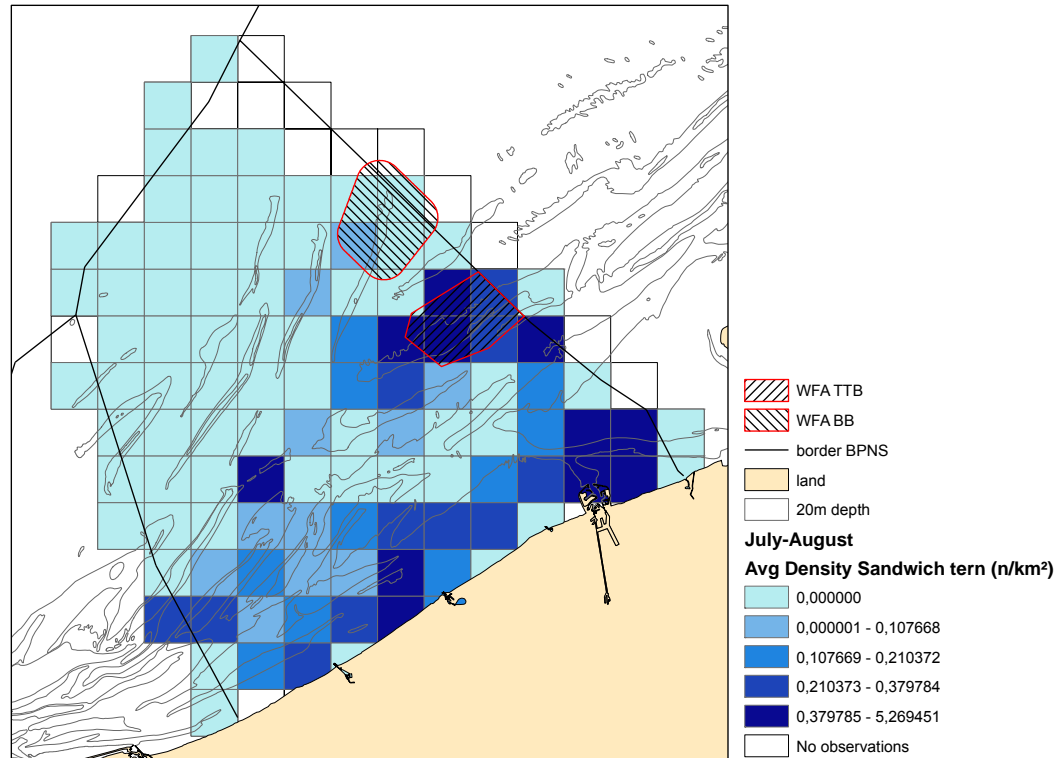 WFA TTB
WFA BB
border BPNS
land
20m depth
July-August
Avg Density Sandwich tern (n/km²)
0,000000
0,000001 - 0,107668
0,107669 - 0,210372
0,210373 - 0,379784
0,379785 - 5,269451
No observations